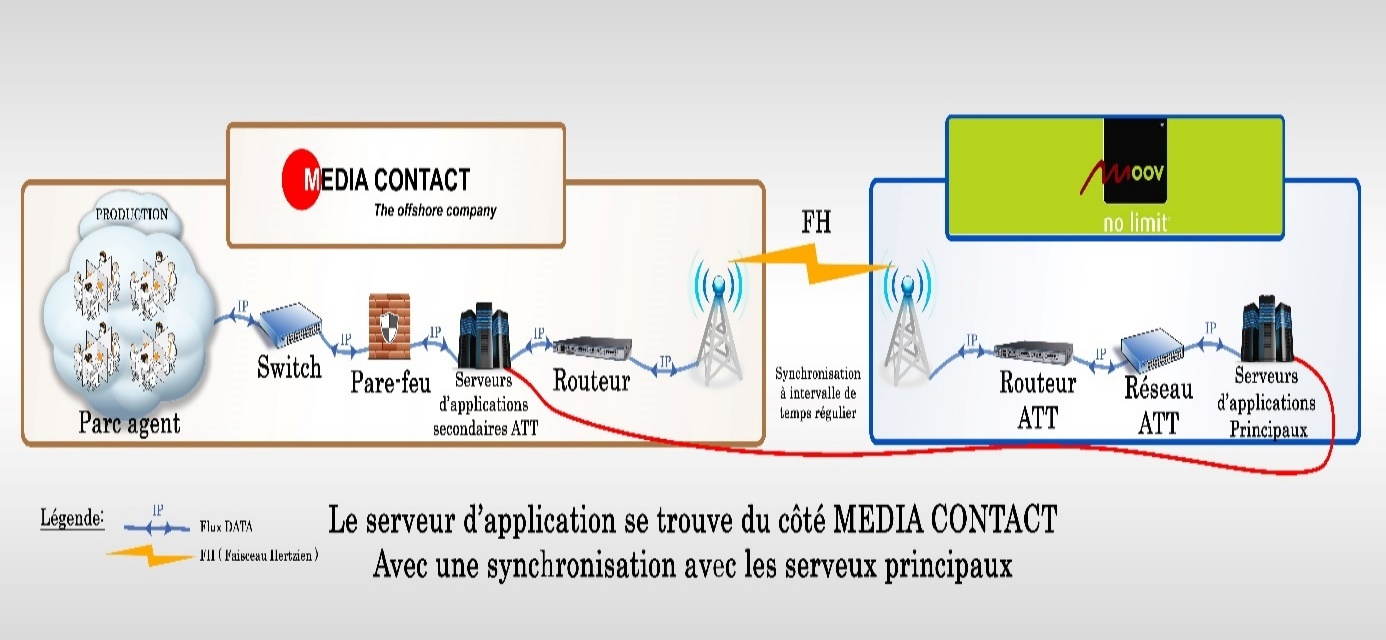 MEDIA CONTACT
The offshore company
moov
no limit
PRODUCTION
FH
IP
IP
IP
IP
IP
IP
IP
IP
Switch
Pare-feu
Serveurs
d'applications
secondaires ATT
Routeur
Parc agent
Synchronisation
à intervalle de
temps régulier
Routeur
ATT
Réseau
ATT
Serveurs
d'applications
Principaux
Légende:
IP
Flux DATA
FH ( Faisceau Hertzien )
Le serveur d'application se trouve du côté MEDIA CONTACT
Avec une synchronisation avec les serveux principaux